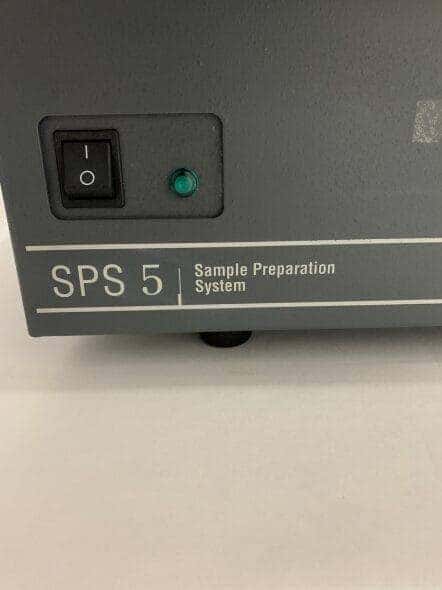 I
O
SPS 5
Sample Preparation
System